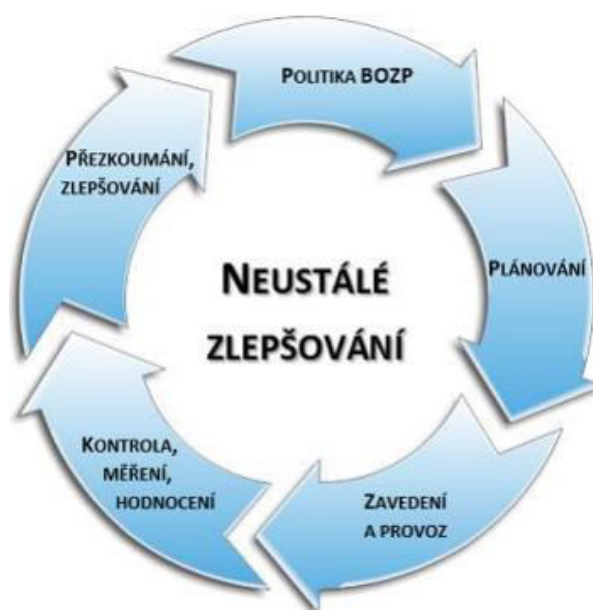 Politika BOZP
Plánování
Zavedení
a provoz
Kontrola,
měření,
hodnocení
Přezkoumání,
zlepšování
Neustálé
zlepšování